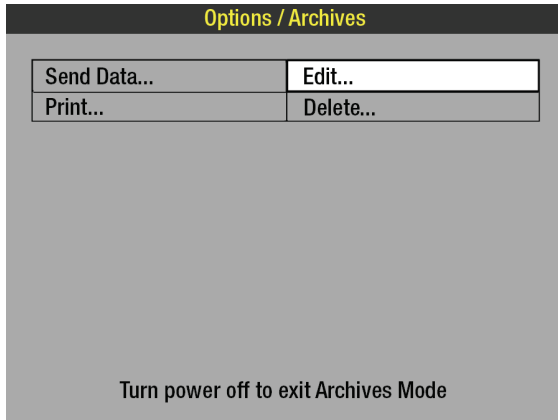 Options / Archives
Send Data... Edit...
Print... Delete...
Turn power off to exit Archives Mode